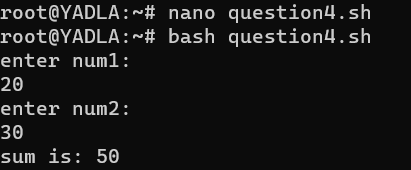 root@YADLA:~# nano question4.sh
root@YADLA:~# bash question4.sh
enter num1:
20
enter num2:
30
sum is: 50